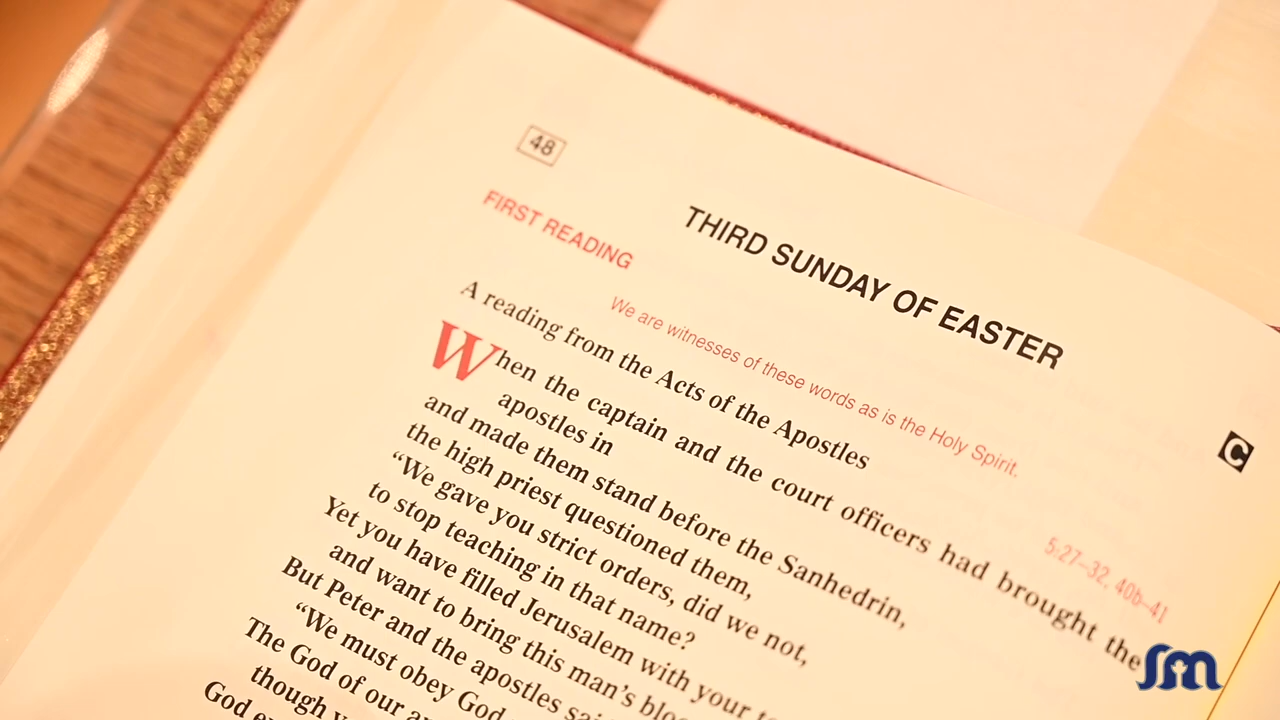 48
THIRD SUNDAY OF EASTER
C
FIRST READING
We are witnesses of these words as is the Holy Spirit.
A reading from the Acts of the Apostles
5:27–32, 40b–41
When the captain and the court officers had brought the
apostles in
and made them stand before the Sanhedrin,
the high priest questioned them,
“We gave you strict orders, did we not,
to stop teaching in that name?
Yet you have filled Jerusalem with your
and want to bring this man’s
But Peter and the apostles
“We must obey God
The God of our
though
God